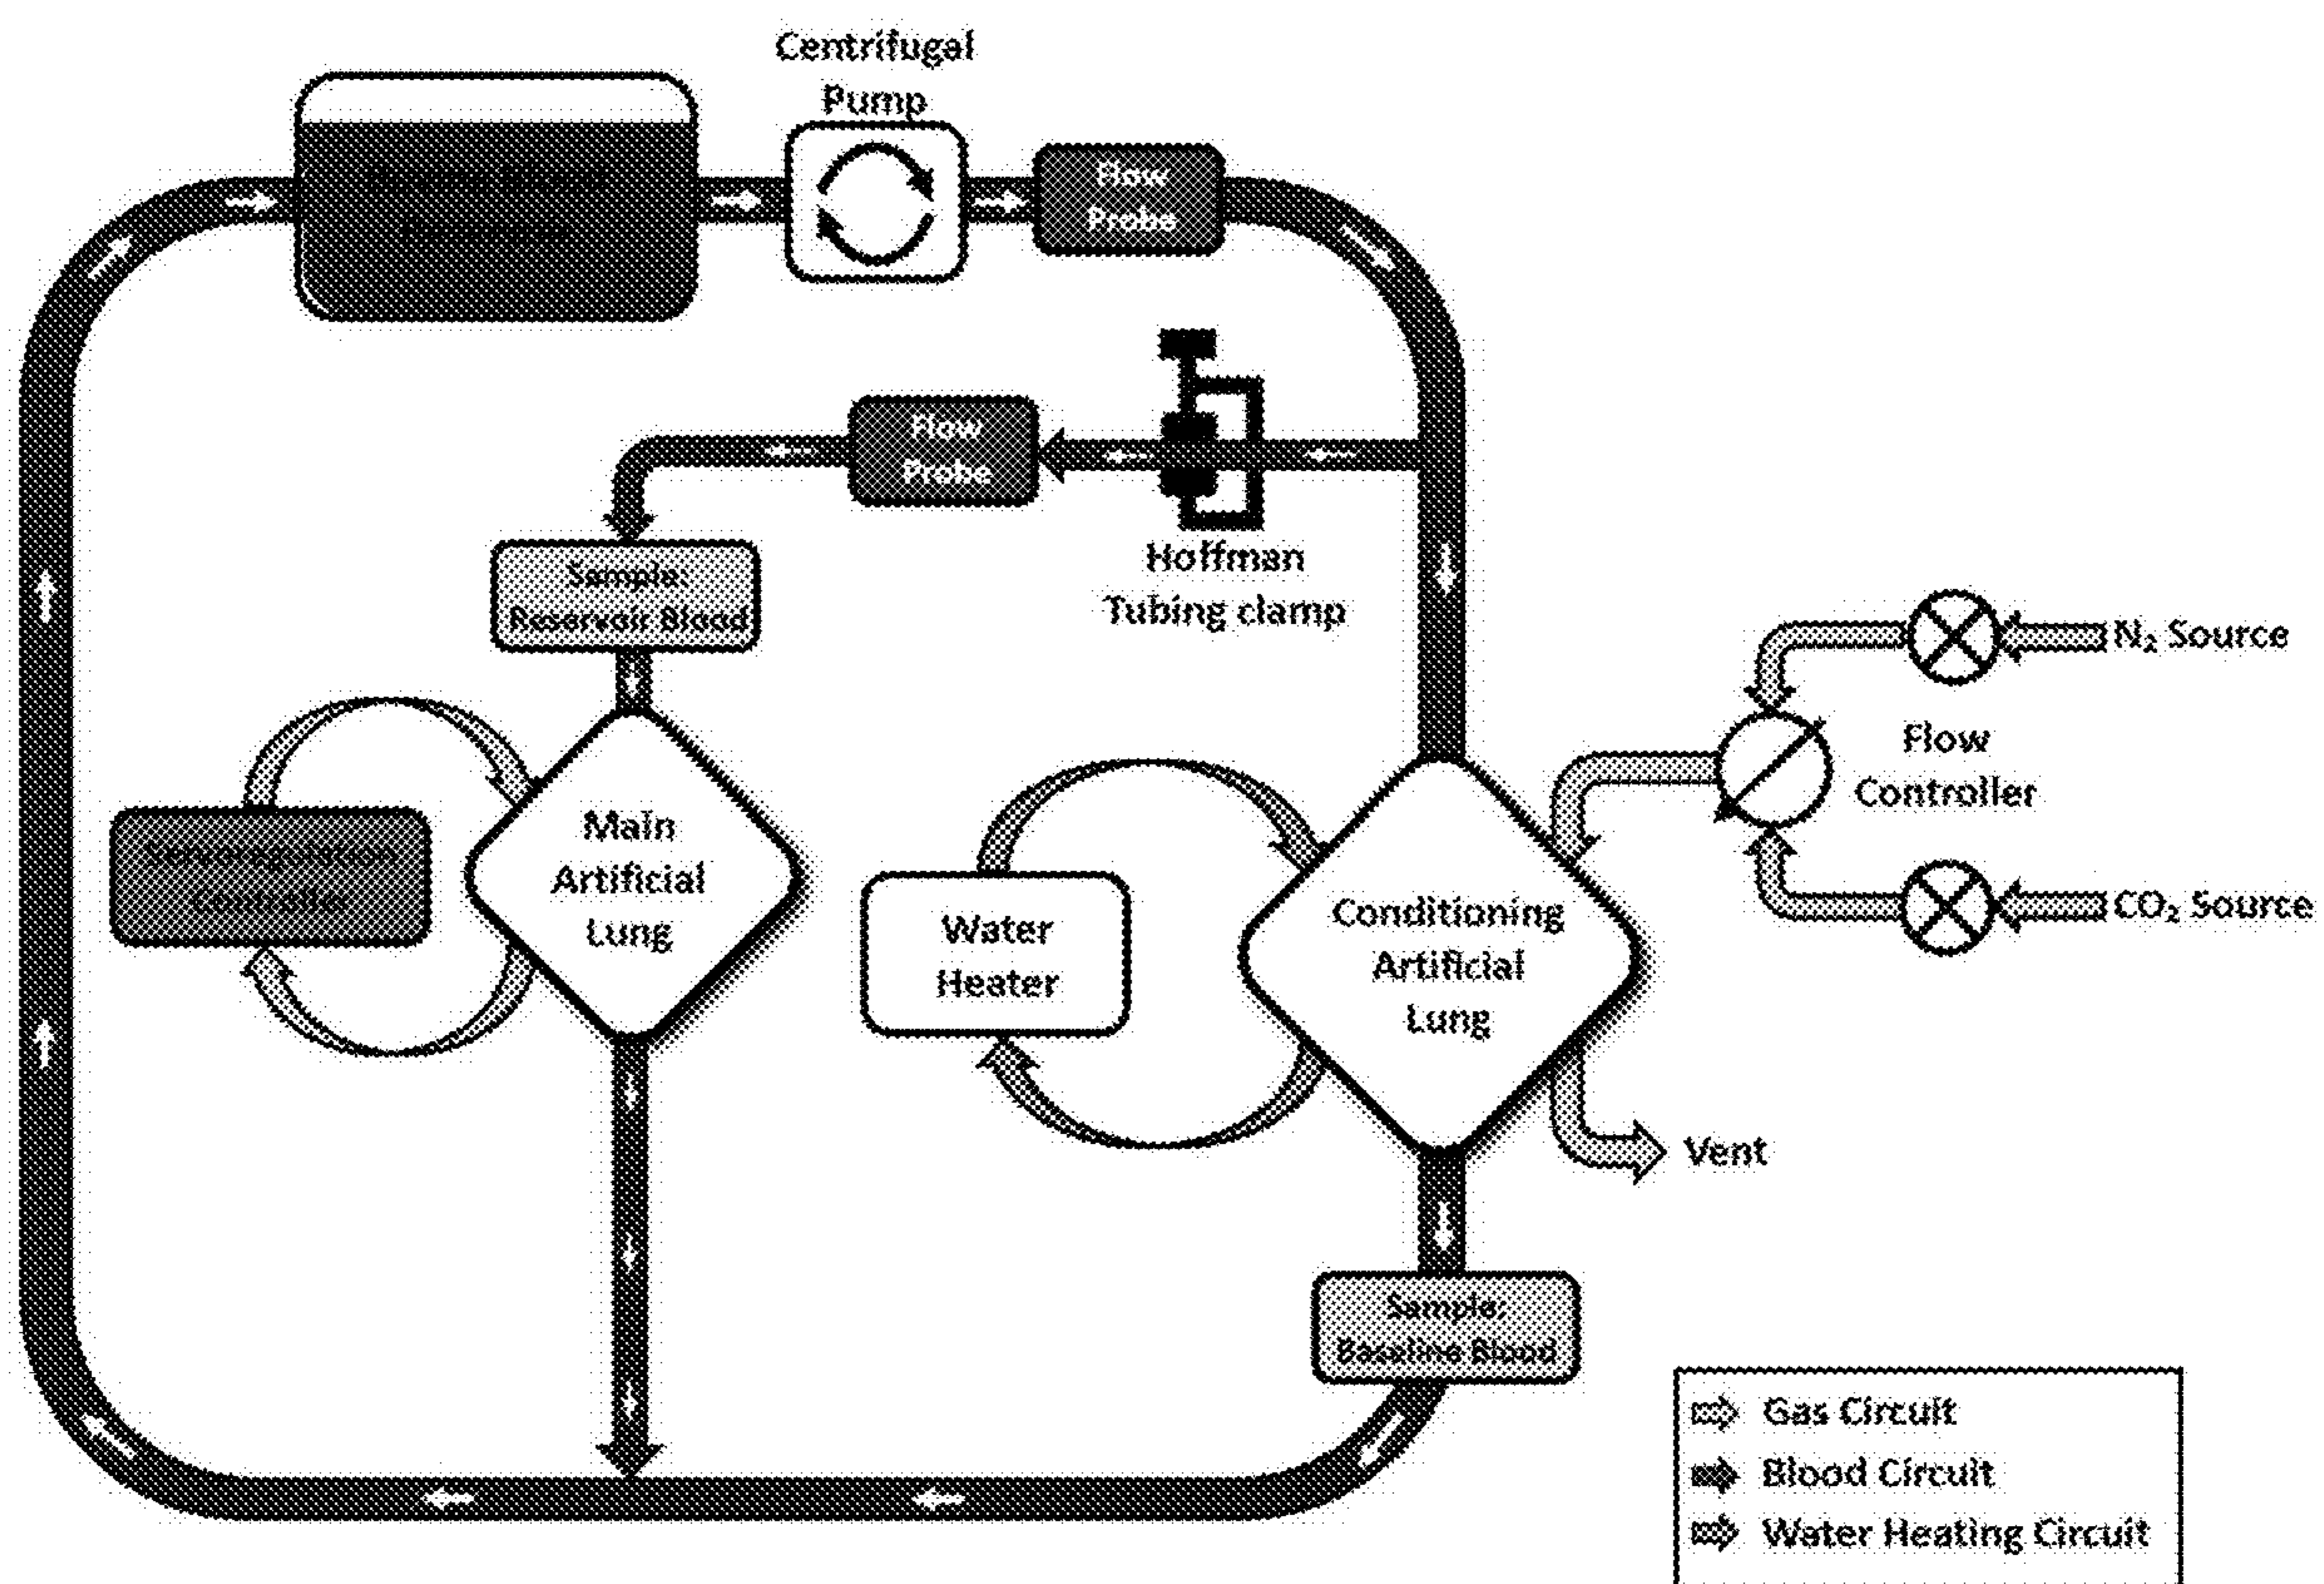 Centrifugal
Pump
Flow
Probe
Flow
Probe
Hoffman
Tubing clamp
Sample:
Reservoir Blood
N₂ Source
Flow
Controller
CO₂ Source
Main
Artificial
Lung
Controller
Water
Heater
Conditioning
Artificial
Lung
Vent
Sample:
Baseline Blood
Gas Circuit
Blood Circuit
Water Heating Circuit